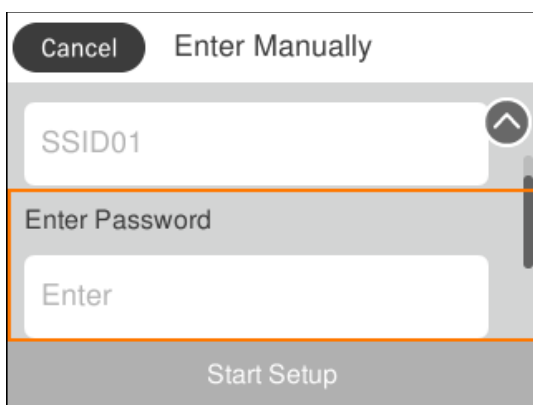 Cancel Enter Manually
SSID01
Enter Password
Enter
Start Setup